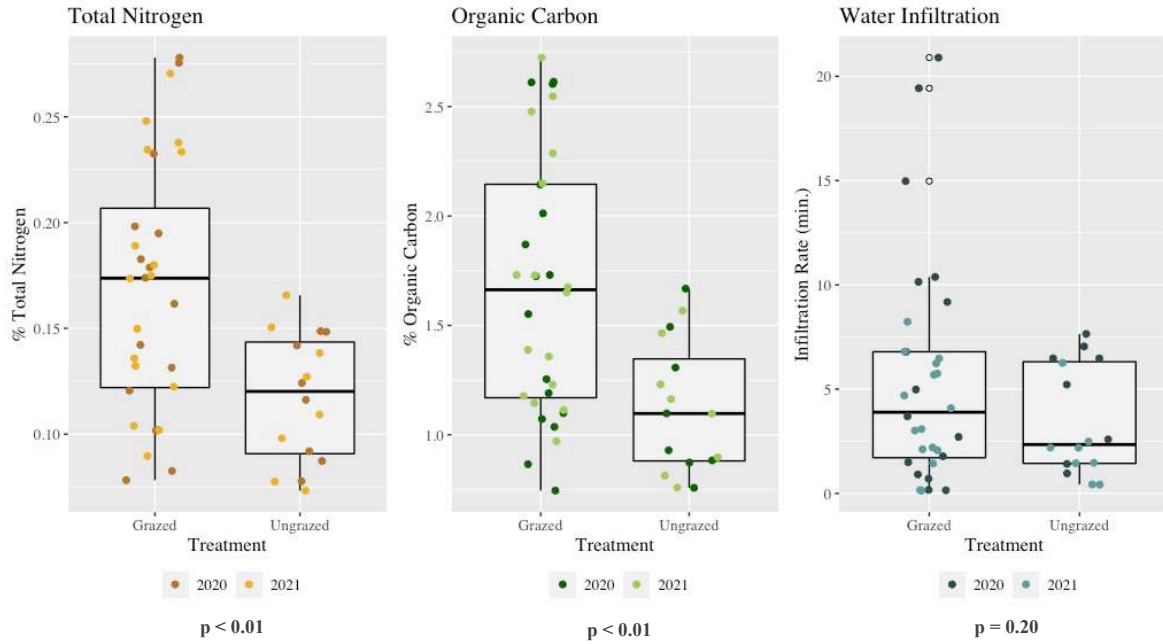 Total Nitrogen
% Total Nitrogen
0.25
0.20
0.15
0.10
Grazed Ungrazed
Treatment
2020 2021
p < 0.01
Organic Carbon
% Organic Carbon
2.5
2.0
1.5
1.0
Grazed Ungrazed
Treatment
2020 2021
p < 0.01
Water Infiltration
Infiltration Rate (min.)
20
15
10
5
0
Grazed Ungrazed
Treatment
2020 2021
p = 0.20